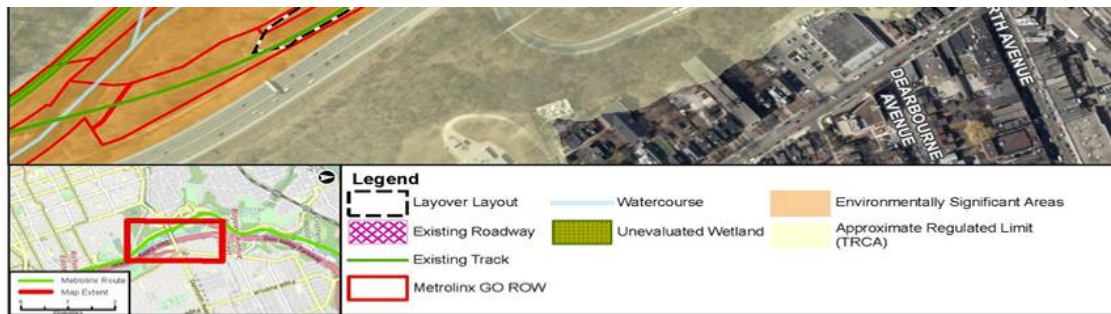 RTH AVENUE
DEARBOURNE
AVENUE
Legend
Layover Layout
Watercourse
Environmentally Significant Areas
Existing Roadway
Unevaluated Wetland
Approximate Regulated Limit
(TRCA)
Existing Track
Metrolinx GO ROW
Metrolinx Route
Map Extent